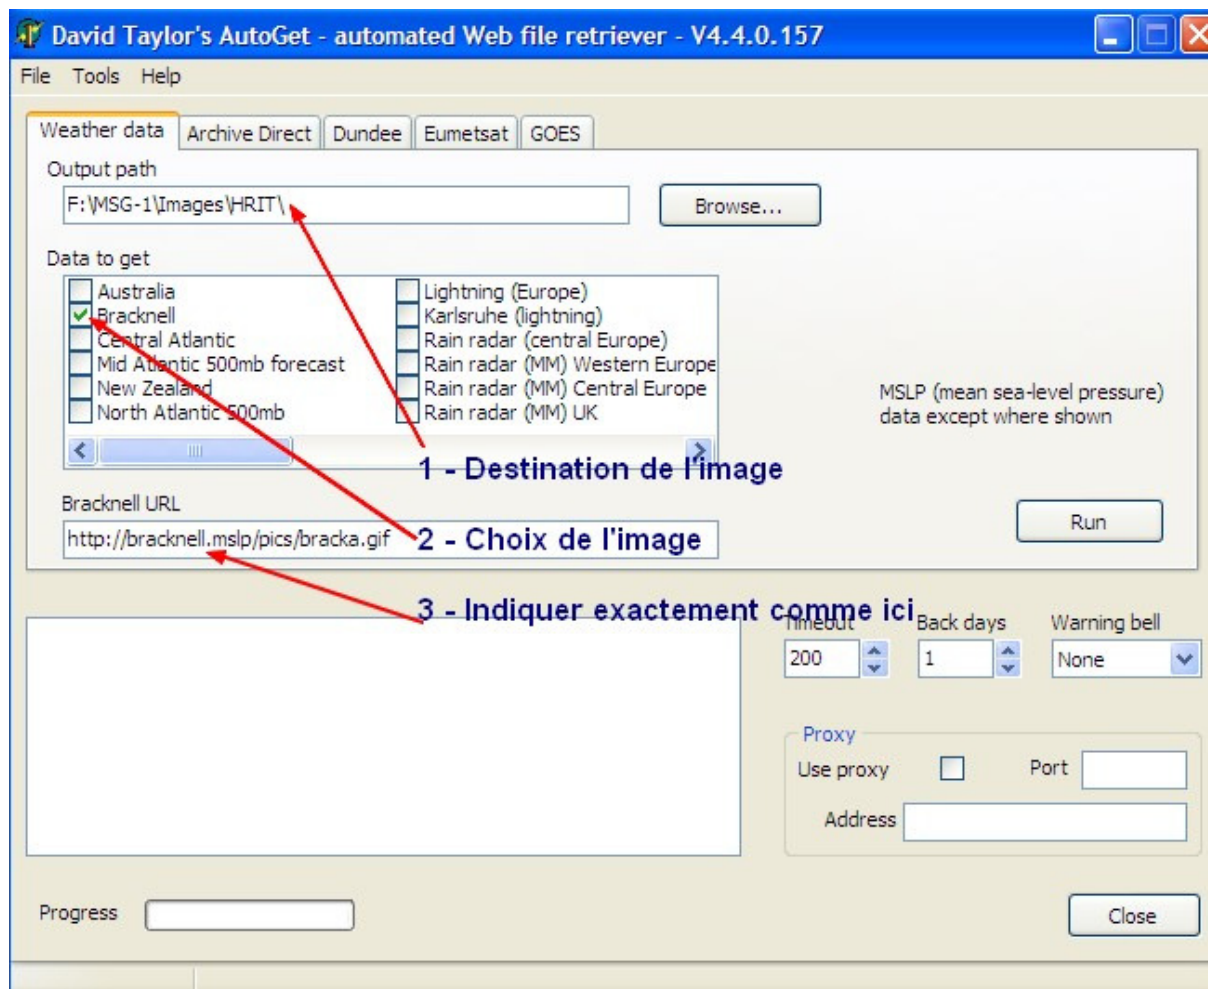 David Taylor's AutoGet - automated Web file retriever - V4.4.0.157
File Tools Help
Weather data Archive Direct Dundee Eumetsat GOES
Output path
F:\MSG-1\Images\HRIT\
Browse...
Data to get
Australia
Bracknell
Central Atlantic
Mid Atlantic 500mb forecast
New Zealand
North Atlantic 500mb
Lightning (Europe)
Karlsruhe (lightning)
Rain radar (central Europe)
Rain radar (MM) Western Europe
Rain radar (MM) Central Europe
Rain radar (MM) UK
MSLP (mean sea-level pressure)
data except where shown
1 - Destination de l'image
Bracknell URL
http://bracknell.mslp/pics/bracka.gif
2 - Choix de l'image
Run
3 - Indiquer exactement comme ici
Timeout Back days Warning bell
200 1 None
Proxy
Use proxy Port
Address
Progress
Close